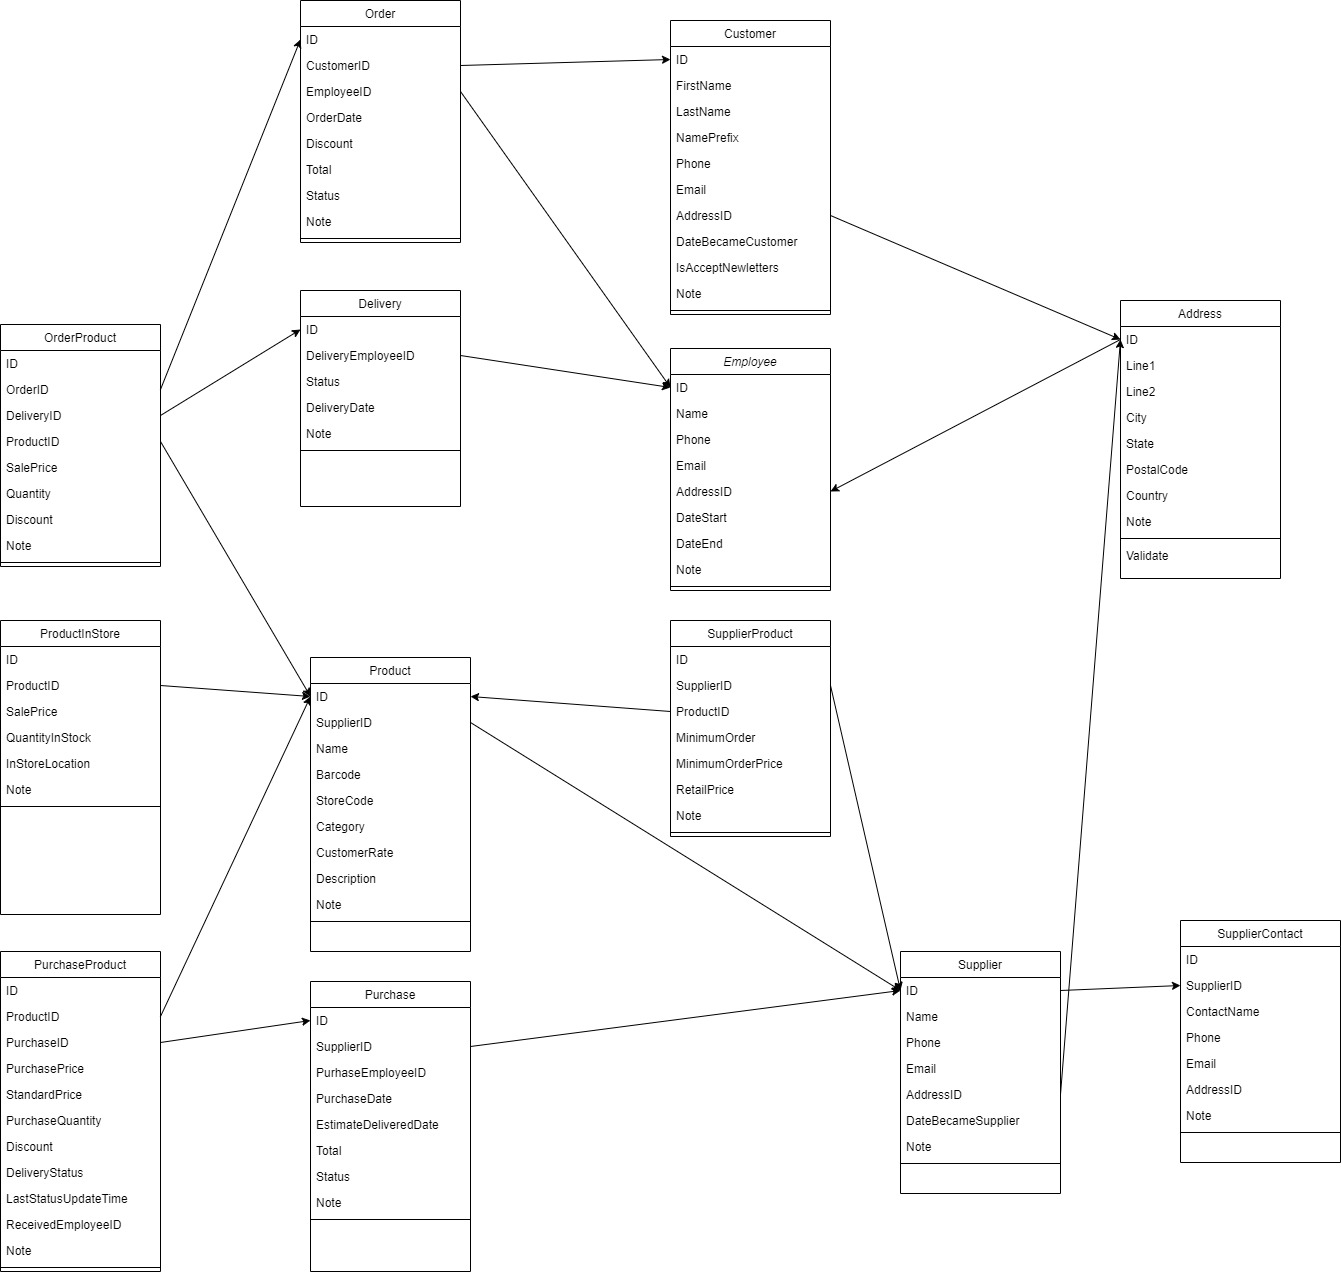 Order
ID
CustomerID
EmployeeID
OrderDate
Discount
Total
Status
Note
Customer
ID
FirstName
LastName
NamePrefix
Phone
Email
AddressID
DateBecameCustomer
IsAcceptNewletters
Note
Delivery
ID
DeliveryEmployeeID
Status
DeliveryDate
Note
Address
ID
Line1
Line2
City
State
PostalCode
Country
Note
Validate
OrderProduct
ID
OrderID
DeliveryID
ProductID
SalePrice
Quantity
Discount
Note
Employee
ID
Name
Phone
Email
AddressID
DateStart
DateEnd
Note
ProductInStore
ID
ProductID
SalePrice
QuantityInStock
InStoreLocation
Note
Product
ID
SupplierID
Name
Barcode
StoreCode
Category
CustomerRate
Description
Note
SupplierProduct
ID
SupplierID
ProductID
MinimumOrder
MinimumOrderPrice
RetailPrice
Note
PurchaseProduct
ID
ProductID
PurchaseID
PurchasePrice
StandardPrice
PurchaseQuantity
Discount
DeliveryStatus
LastStatusUpdateTime
ReceivedEmployeeID
Note
Purchase
ID
SupplierID
PurhaseEmployeeID
PurchaseDate
EstimateDeliveredDate
Total
Status
Note
Supplier
ID
Name
Phone
Email
AddressID
DateBecameSupplier
Note
SupplierContact
ID
SupplierID
ContactName
Phone
Email
AddressID
Note